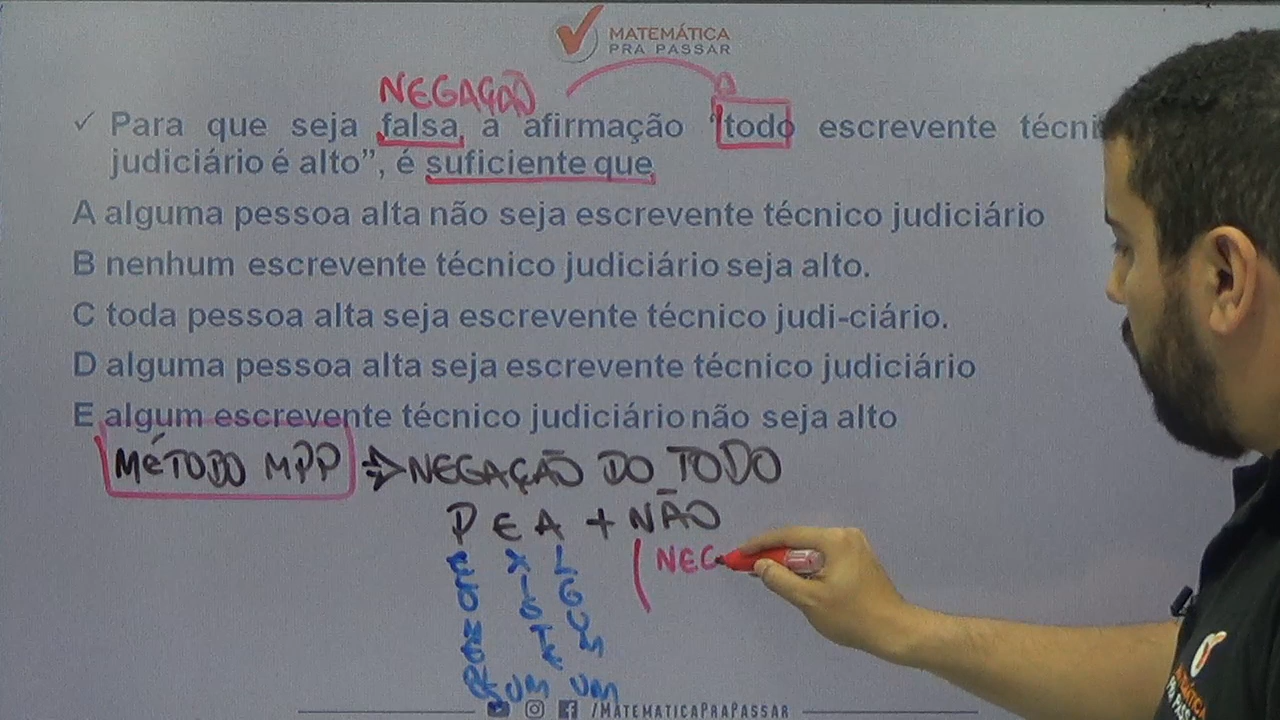 MATEMÁTICA
PRA PASSAR
NEGAÇÃO
✓ Para que seja falsa a afirmação "todo escrevente técni
judiciário é alto", é suficiente que
A alguma pessoa alta não seja escrevente técnico judiciário
B nenhum escrevente técnico judiciário seja alto.
C toda pessoa alta seja escrevente técnico judi-ciário.
D alguma pessoa alta seja escrevente técnico judiciário
E algum escrevente técnico judiciário não seja alto
MÉTODO MPP => NEGAÇÃO DO TODO
P E A + NÃO
NEG
EXISTE UM
ALGUM UM
/MATEMATICAPRAPASSAR